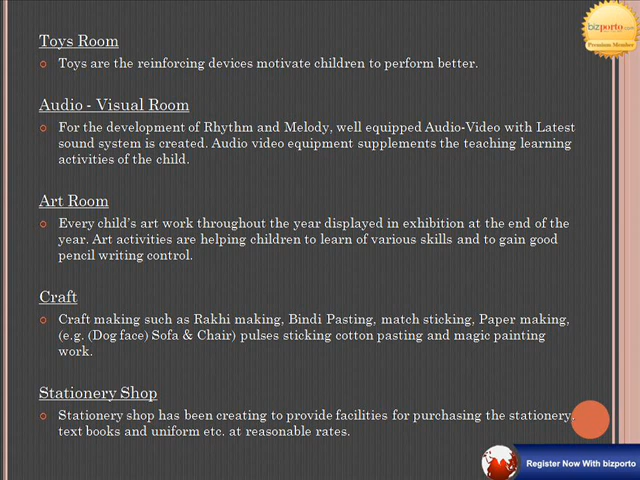 bizporto.com
Premium Member
Toys Room
Toys are the reinforcing devices motivate children to perform better.
Audio - Visual Room
For the development of Rhythm and Melody, well equipped Audio-Video with Latest
sound system is created. Audio video equipment supplements the teaching learning
activities of the child.
Art Room
Every child's art work throughout the year displayed in exhibition at the end of the
year. Art activities are helping children to learn of various skills and to gain good
pencil writing control.
Craft
Craft making such as Rakhi making, Bindi Pasting, match sticking, Paper making,
(e.g. (Dog face) Sofa & Chair) pulses sticking cotton pasting and magic painting
work.
Stationery Shop
Stationery shop has been creating to provide facilities for purchasing the stationery,
text books and uniform etc. at reasonable rates.
Register Now With bizporto